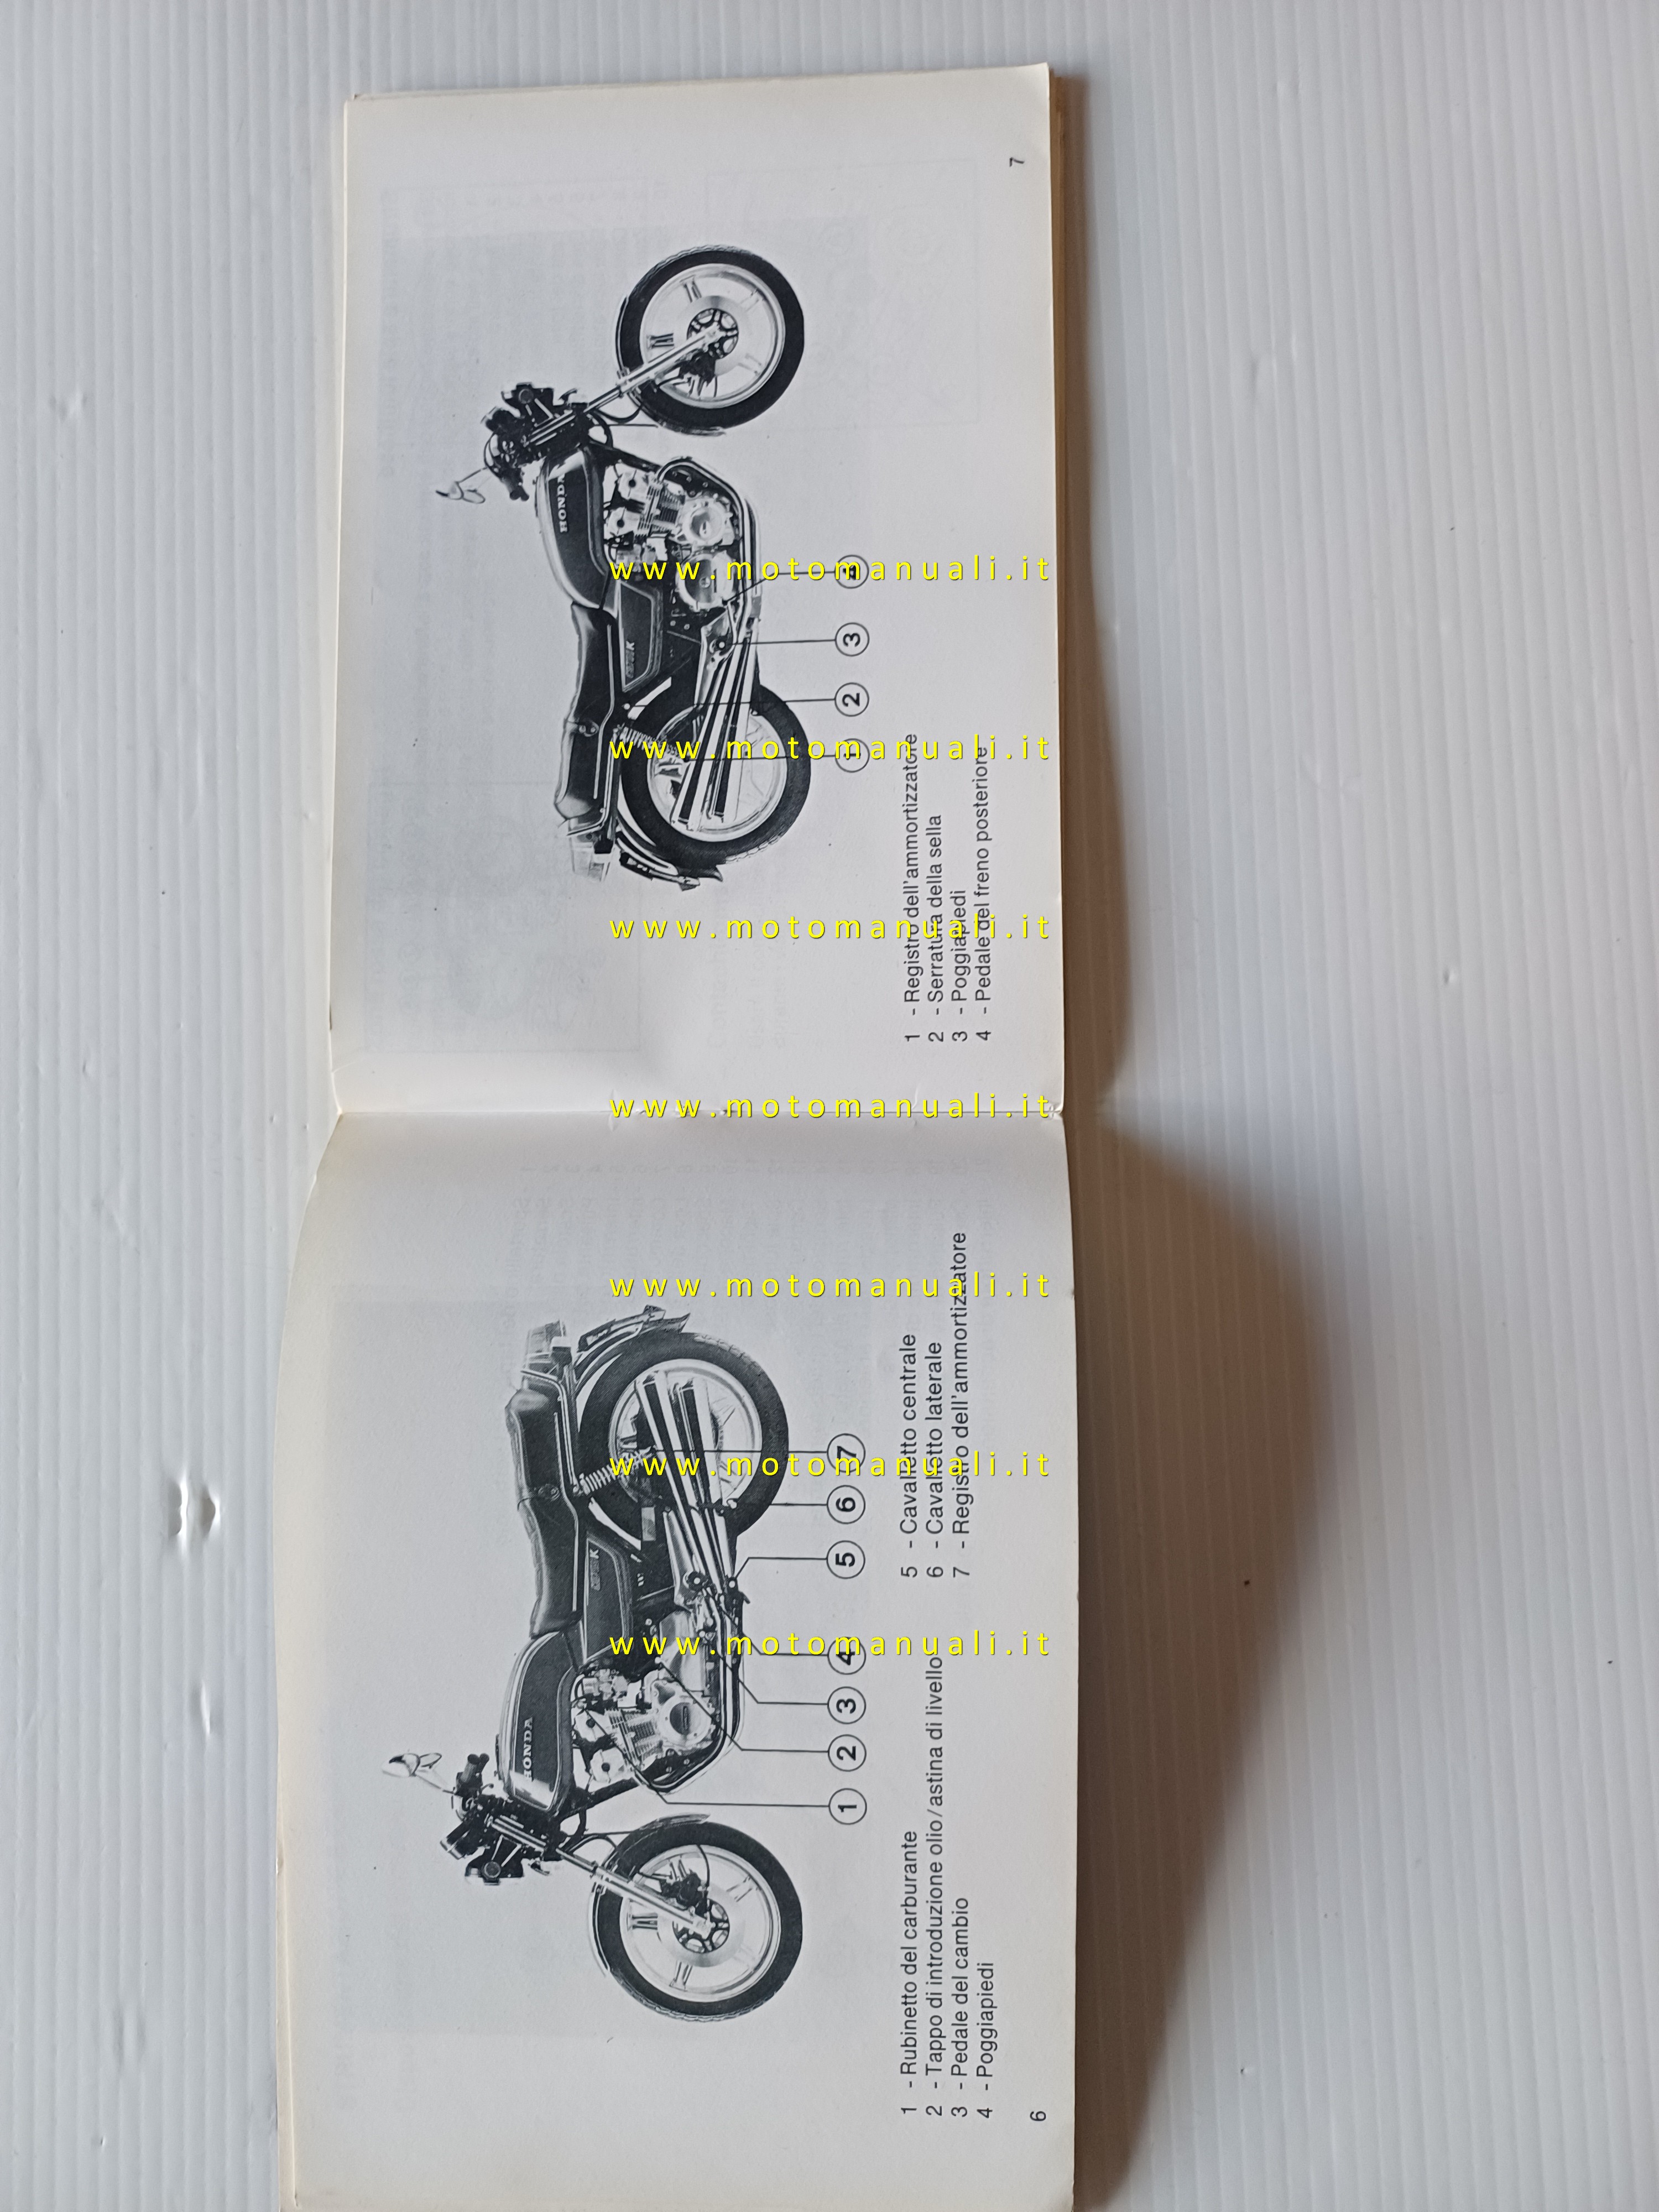 HONDA
1 2 3 4 5 6 7
1 - Rubinetto del carburante
2 - Tappo di introduzione olio/astina di livello
3 - Pedale del cambio
4 - Poggiapiedi
5 - Cavalletto centrale
6 - Cavalletto laterale
7 - Registro dell'ammortizzatore
6
HONDA
1 2 3 4
1 - Registro dell'ammortizzatore
2 - Serratura della sella
3 - Poggiapiedi
4 - Pedale del freno posteriore
7
www.motomanuali.it
www.motomanuali.it
www.motomanuali.it
www.motomanuali.it
www.motomanuali.it
www.motomanuali.it
www.motomanuali.it